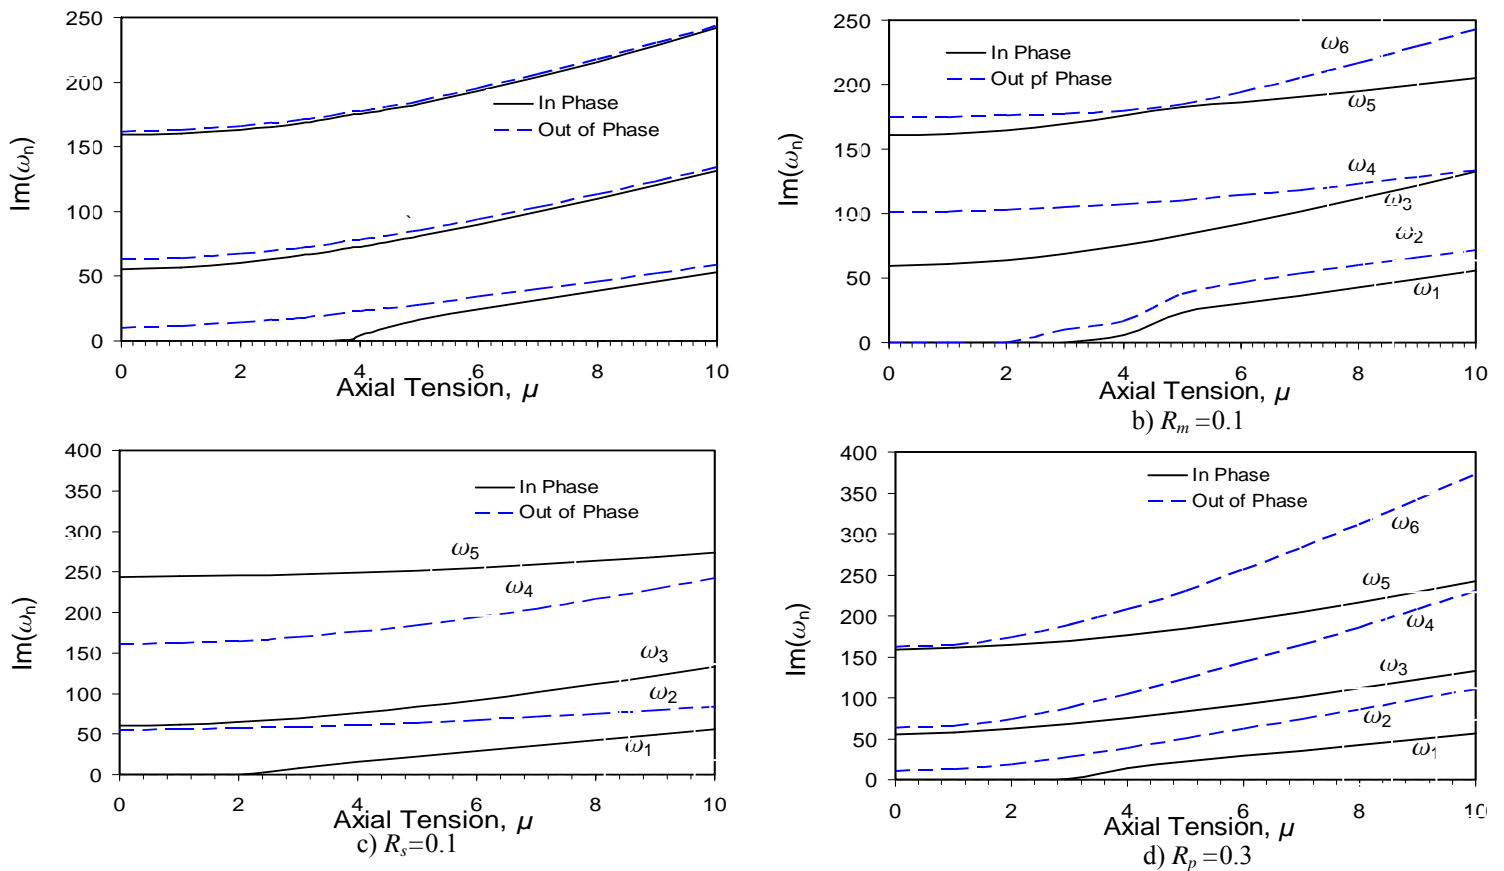 250
200
150
100
50
0
Im(ωn)
In Phase
Out of Phase
0 2 4 6 8 10
Axial Tension, μ
250
200
150
100
50
0
Im(ωn)
In Phase
Out pf Phase
ω6
ω5
ω4
ω3
ω2
ω1
0 2 4 6 8 10
Axial Tension, μ
b) Rm =0.1
400
350
300
250
200
150
100
50
0
Im(ωn)
In Phase
Out of Phase
ω5
ω4
ω3
ω2
ω1
0 2 4 6 8 10
Axial Tension, μ
c) Rs=0.1
400
350
300
250
200
150
100
50
0
Im(ωn)
In Phase
Out of Phase
ω6
ω5
ω4
ω3
ω2
ω1
0 2 4 6 8 10
Axial Tension, μ
d) Rp =0.3